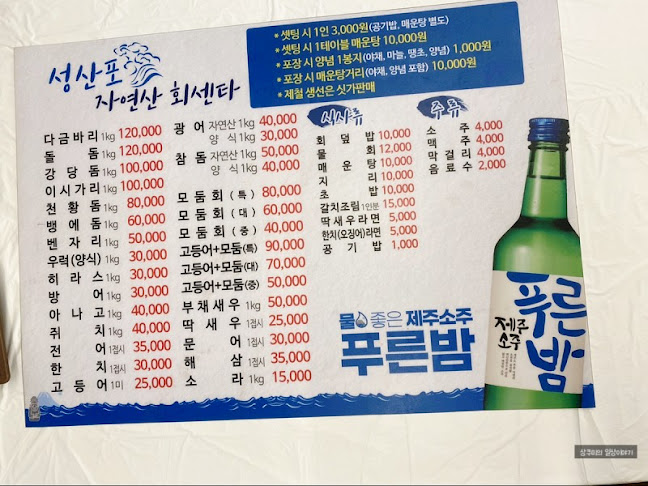 성산포
자연산 회센타
* 셋팅 시 1인 3,000원(공기밥, 매운탕 별도)
* 셋팅 시 1테이블 매운탕 10,000원
* 포장 시 양념 1봉지(야채, 마늘, 땡초, 양념) 1,000원
* 포장 시 매운탕거리(야채, 양념 포함) 10,000원
* 제철 생선은 싯가판매
다금바리 1kg 120,000
돌돔 1kg 120,000
강당돔 1kg 100,000
이시가리 1kg 100,000
천황돔 1kg 80,000
뱅에돔 1kg 60,000
벤자리 1kg 50,000
우럭(양식) 1kg 30,000
히라스 1kg 30,000
방어 1kg 30,000
아나고 1kg 40,000
쥐치 1kg 40,000
전어 1접시 35,000
한치 1접시 30,000
고등어 1미 25,000
광어 자연산 1kg 40,000
양식 1kg 30,000
참돔 자연산 1kg 50,000
양식 1kg 40,000
모둠회(특) 80,000
모둠회(대) 60,000
모둠회(중) 40,000
고등어+모둠(특) 90,000
고등어+모둠(대) 70,000
고등어+모둠(중) 50,000
부채새우 1kg 50,000
딱새우 1접시 25,000
문어 1접시 30,000
해삼 1접시 35,000
소라 1kg 15,000
식사류
회덮밥 10,000
물회 12,000
매운탕 10,000
지리 10,000
초밥 10,000
갈치조림 1인분 15,000
딱새우라면 5,000
한치(오징어)라면 5,000
공기밥 1,000
주류
소주 4,000
맥주 4,000
막걸리 4,000
음료수 2,000
물좋은 제주소주
푸른밤
푸른밤
제주
소주